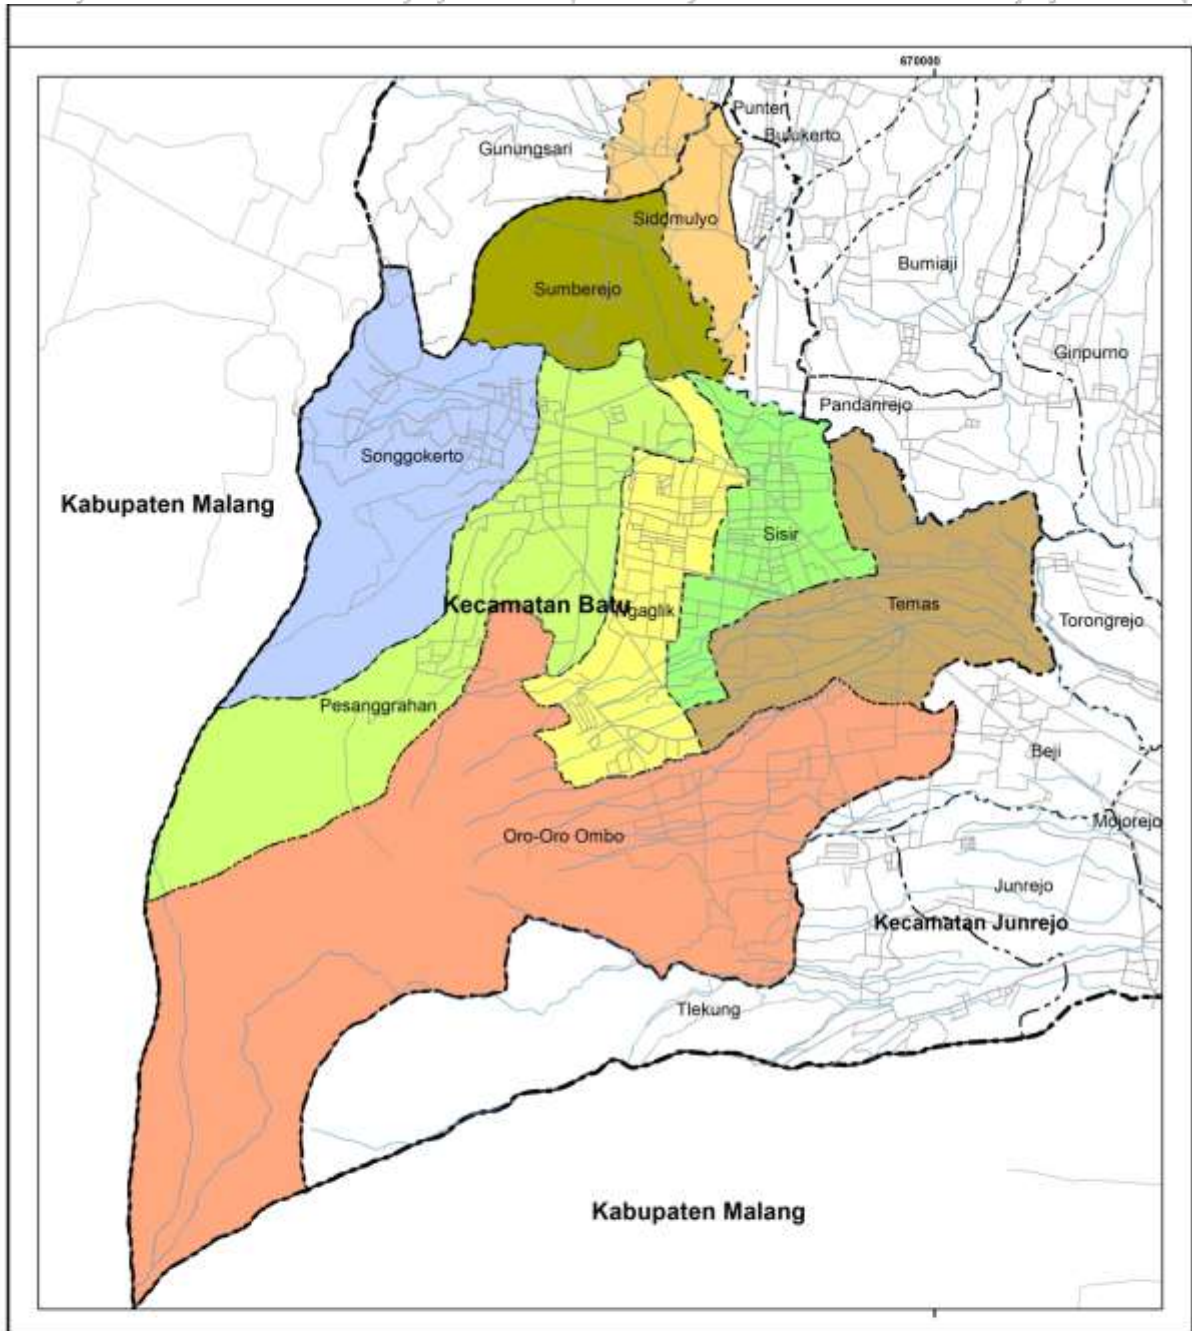 670000
Punten
Bulukerto
Gunungsari
Sidomulyo
Bumiaji
Sumberejo
Giripurno
Pandanrejo
Songgokerto
Kabupaten Malang
Sisir
Kecamatan Batu
Ngaglik
Temas
Torongrejo
Pesanggrahan
Beji
Mojorejo
Oro-Oro Ombo
Junrejo
Kecamatan Junrejo
Tlekung
Kabupaten Malang